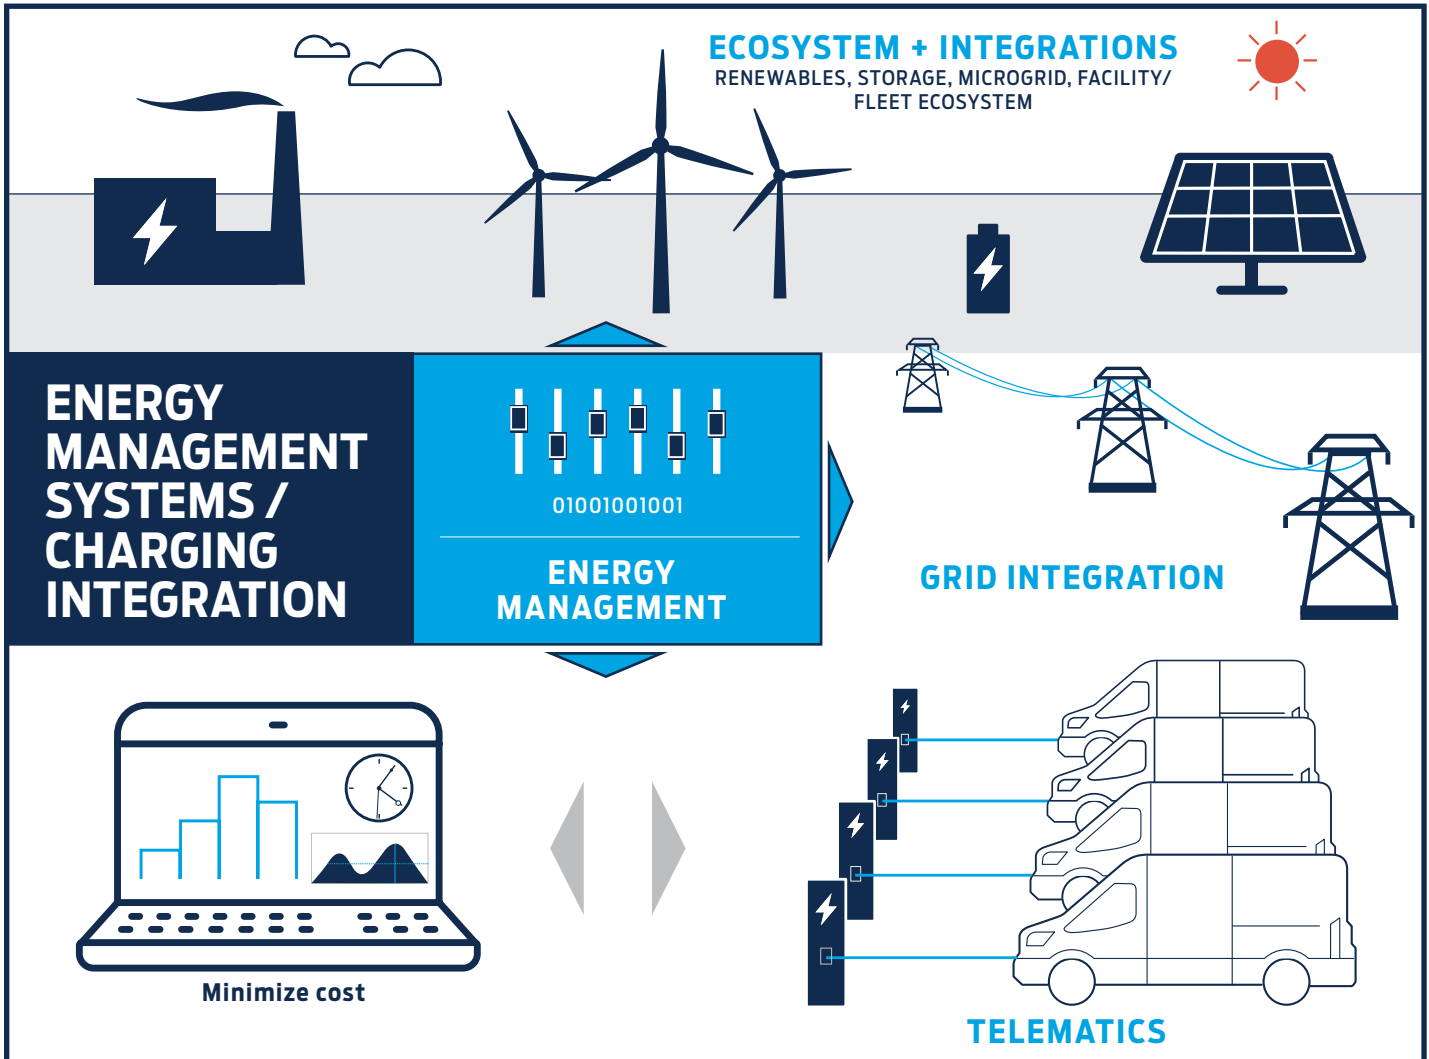 ECOSYSTEM + INTEGRATIONS
RENEWABLES, STORAGE, MICROGRID, FACILITY/
FLEET ECOSYSTEM
ENERGY
MANAGEMENT
SYSTEMS /
CHARGING
INTEGRATION
01001001001
ENERGY
MANAGEMENT
GRID INTEGRATION
Minimize cost
TELEMATICS